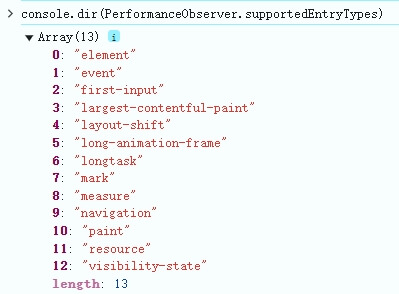 > console.dir(PerformanceObserver.supportedEntryTypes)
▼ Array(13) i
0: "element"
1: "event"
2: "first-input"
3: "largest-contentful-paint"
4: "layout-shift"
5: "long-animation-frame"
6: "longtask"
7: "mark"
8: "measure"
9: "navigation"
10: "paint"
11: "resource"
12: "visibility-state"
length: 13